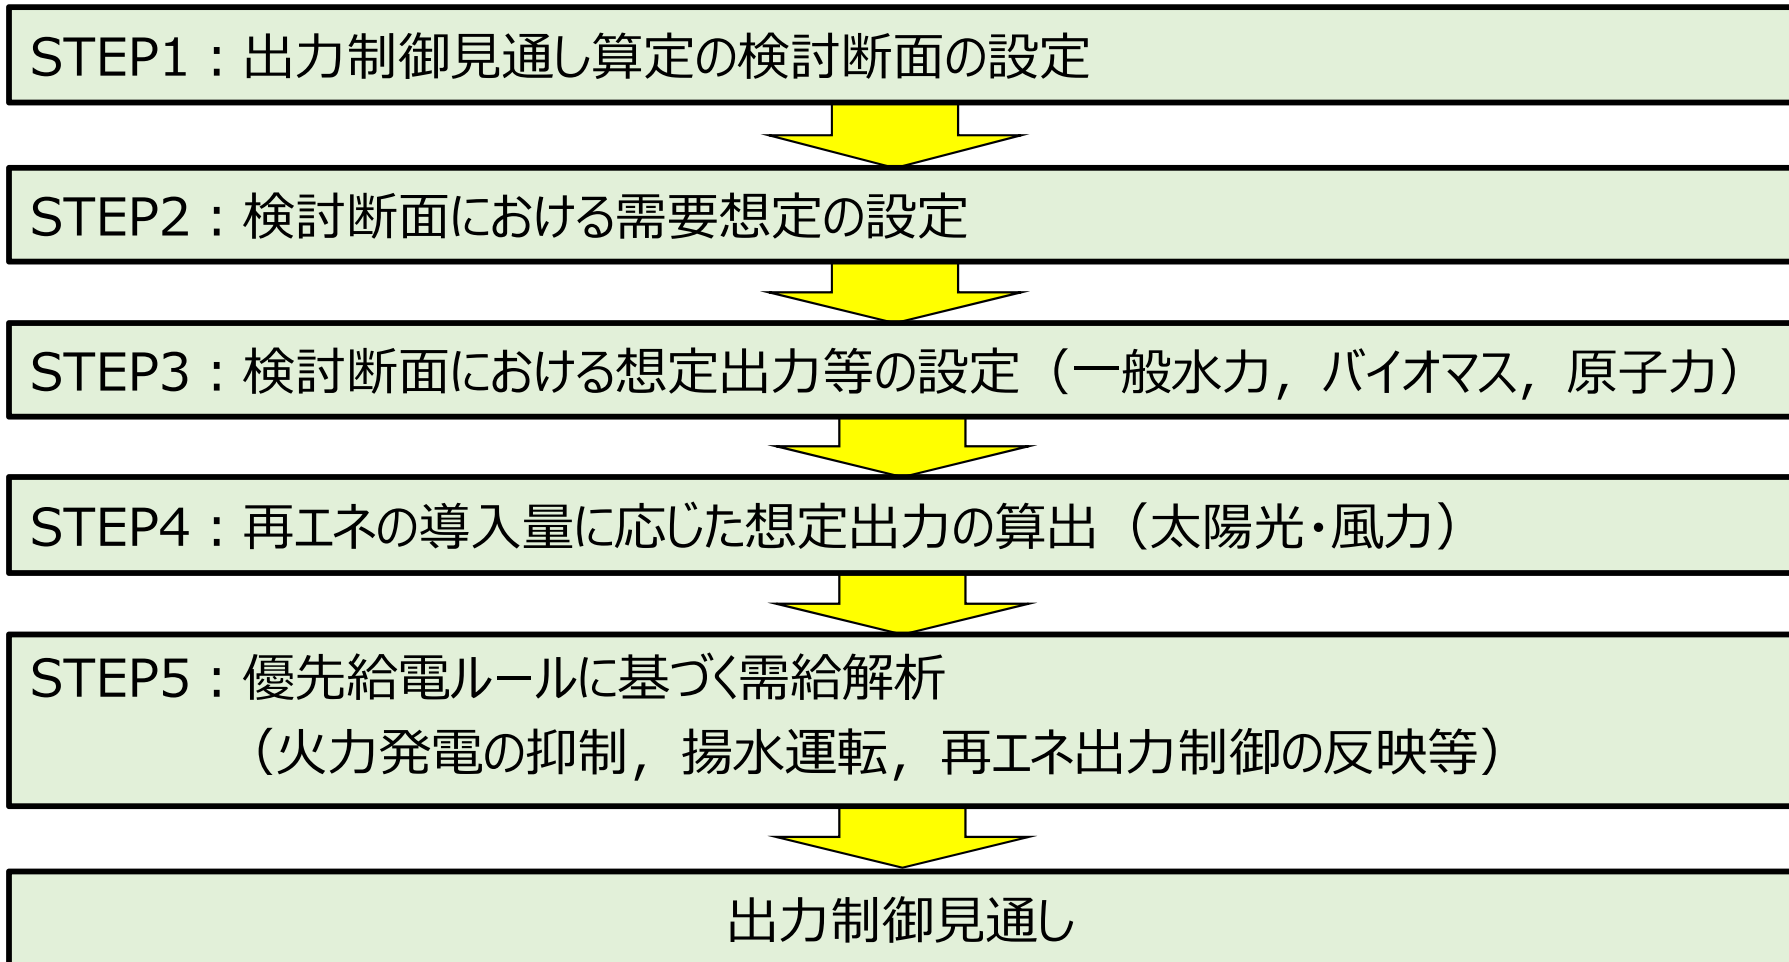 STEP1：出力制御見通し算定の検討断面の設定
STEP2：検討断面における需要想定の設定
STEP3：検討断面における想定出力等の設定（一般水力，バイオマス，原子力）
STEP4：再エネの導入量に応じた想定出力の算出（太陽光・風力）
STEP5：優先給電ルールに基づく需給解析
（火力発電の抑制，揚水運転，再エネ出力制御の反映等）
出力制御見通し